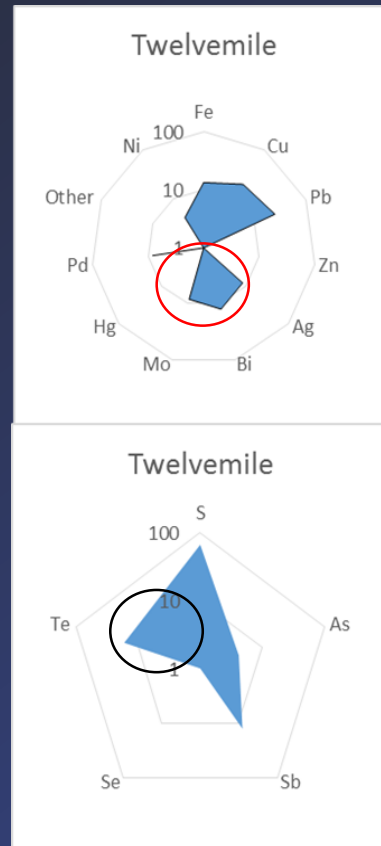 Twelvemile
Fe
100
Ni
Cu
10
Other
Pb
1
Pd
Zn
Hg
Ag
Mo
Bi
Twelvemile
S
100
10
Te
As
1
Se
Sb